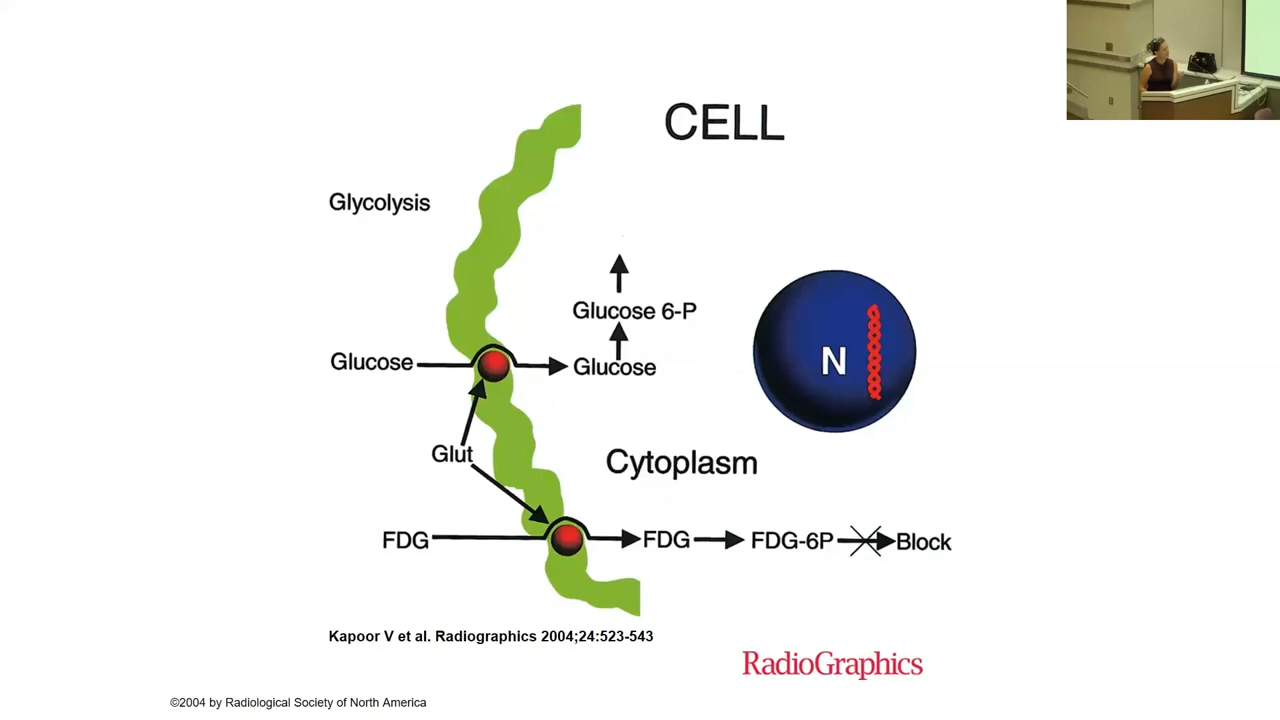 CELL
Glycolysis
Glucose 6-P
Glucose
Glucose
N
Glut
Cytoplasm
FDG
FDG
FDG-6P
Block
Kapoor V et al. Radiographics 2004;24:523-543
RadioGraphics
©2004 by Radiological Society of North America